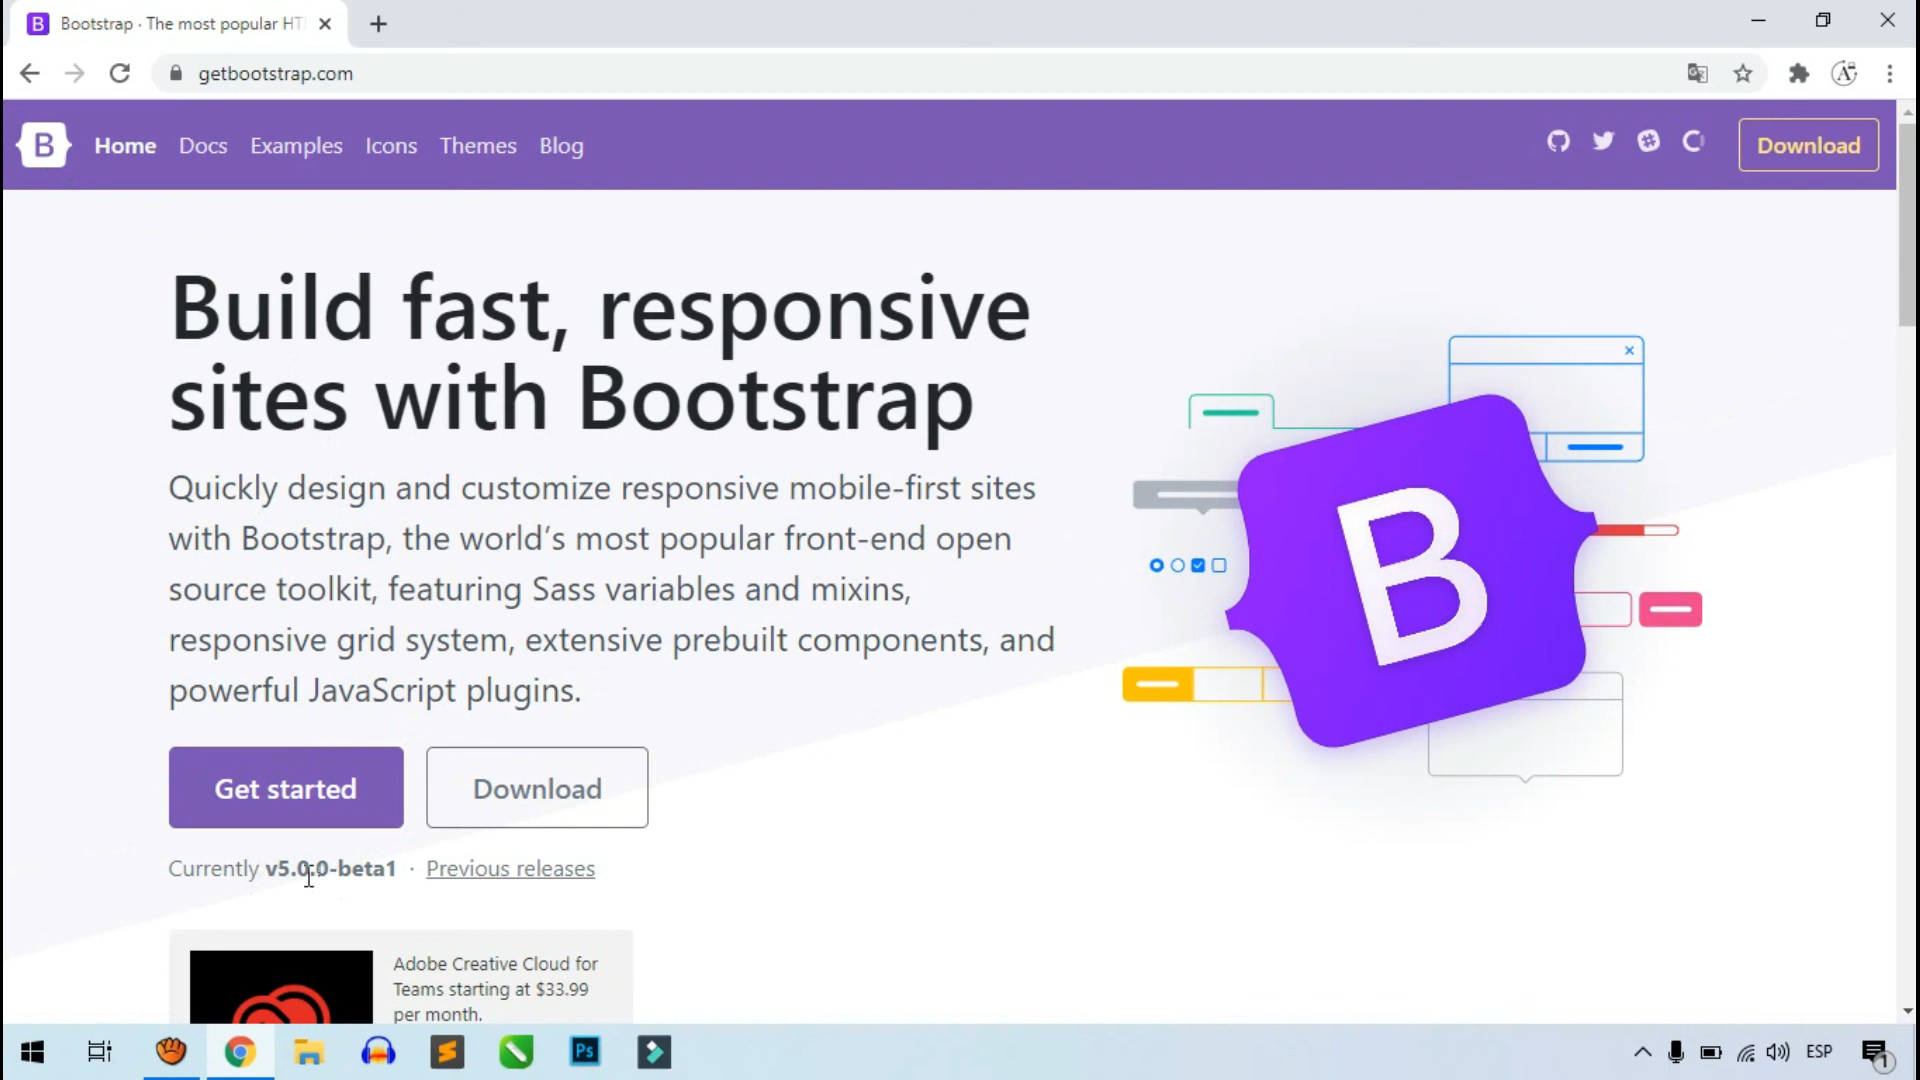 Bootstrap · The most popular HT
getbootstrap.com
B Home Docs Examples Icons Themes Blog Download
Build fast, responsive
sites with Bootstrap
Quickly design and customize responsive mobile-first sites
with Bootstrap, the world’s most popular front-end open
source toolkit, featuring Sass variables and mixins,
responsive grid system, extensive prebuilt components, and
powerful JavaScript plugins.
B
Get started Download
Currently v5.0.0-beta1 · Previous releases
Adobe Creative Cloud for
Teams starting at $33.99
per month.
Ps ESP 1